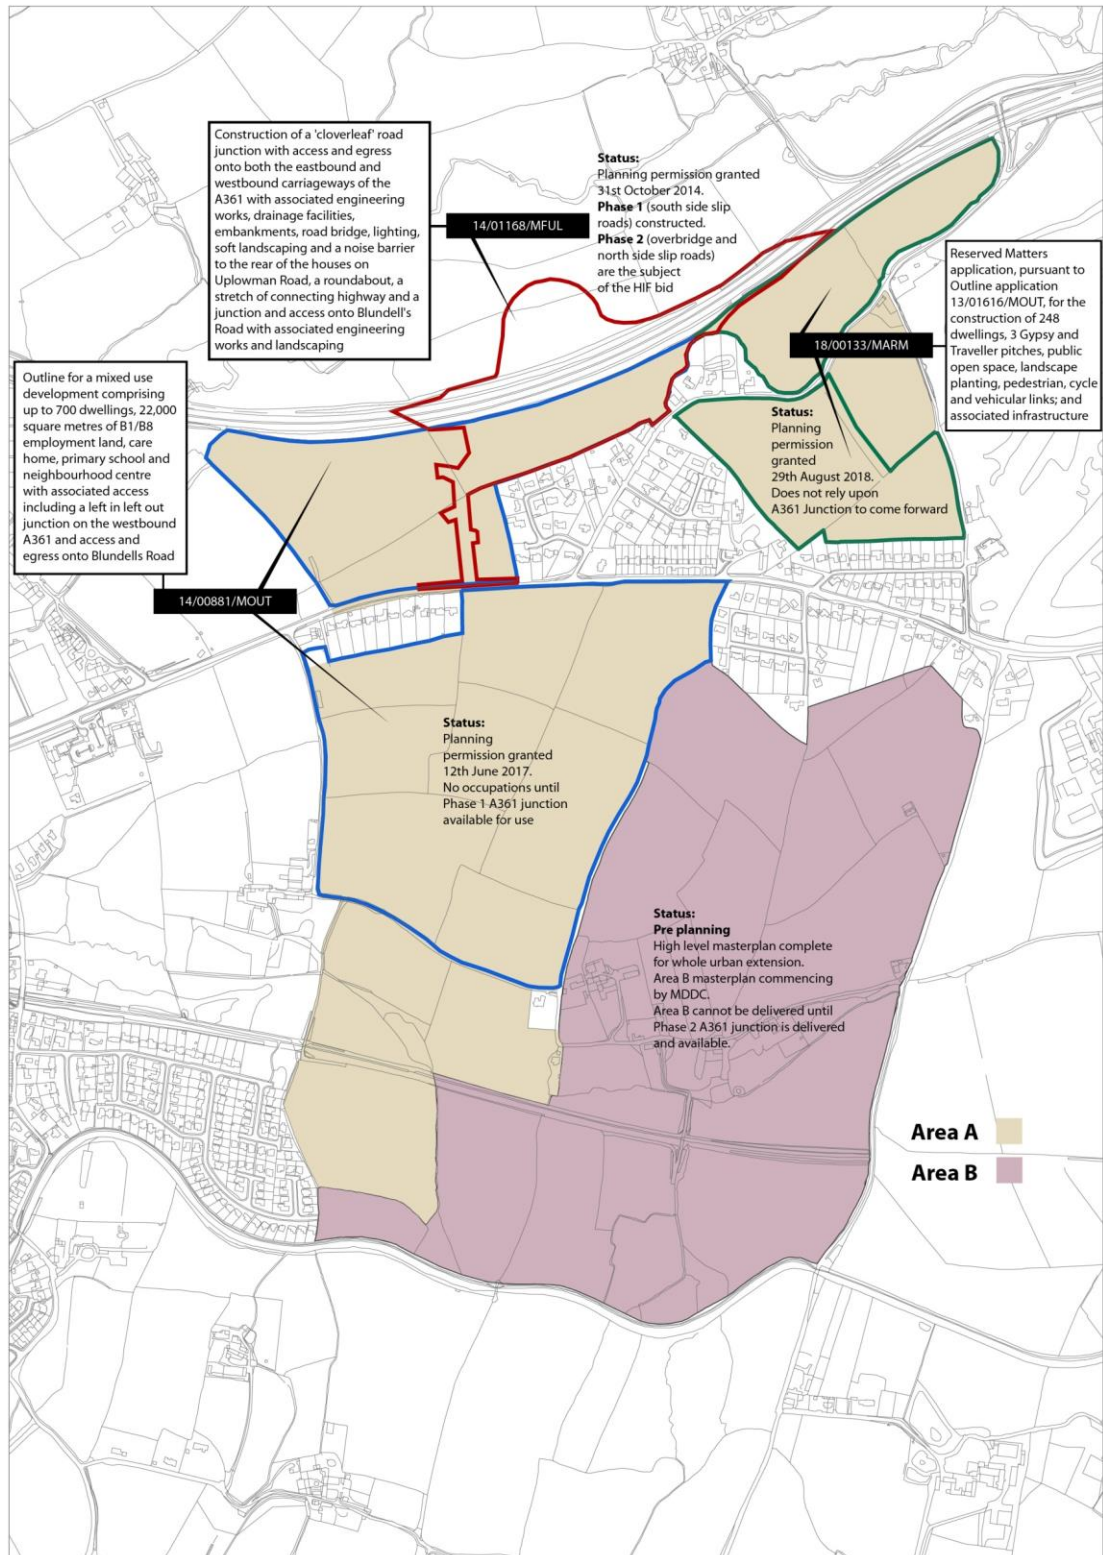 Construction of a 'cloverleaf' road
junction with access and egress
onto both the eastbound and
westbound carriageways of the
A361 with associated engineering
works, drainage facilities,
embankments, road bridge, lighting,
soft landscaping and a noise barrier
to the rear of the houses on
Uplowman Road, a roundabout, a
stretch of connecting highway and a
junction and access onto Blundell's
Road with associated engineering
works and landscaping
14/01168/MFUL
Status:
Planning permission granted
31st October 2014.
Phase 1 (south side slip
roads) constructed.
Phase 2 (overbridge and
north side slip roads)
are the subject
of the HIF bid
Reserved Matters
application, pursuant to
Outline application
13/01616/MOUT, for the
construction of 248
dwellings, 3 Gypsy and
Traveller pitches, public
open space, landscape
planting, pedestrian, cycle
and vehicular links; and
associated infrastructure
18/00133/MARM
Status:
Planning
permission
granted
29th August 2018.
Does not rely upon
A361 Junction to come forward
Outline for a mixed use
development comprising
up to 700 dwellings, 22,000
square metres of B1/B8
employment land, care
home, primary school and
neighbourhood centre
with associated access
including a left in left out
junction on the westbound
A361 and access and
egress onto Blundells Road
14/00881/MOUT
Status:
Planning
permission granted
12th June 2017.
No occupations until
Phase 1 A361 junction
available for use
Status:
Pre planning
High level masterplan complete
for whole urban extension.
Area B masterplan commencing
by MDDC.
Area B cannot be delivered until
Phase 2 A361 junction is delivered
and available.
Area A
Area B